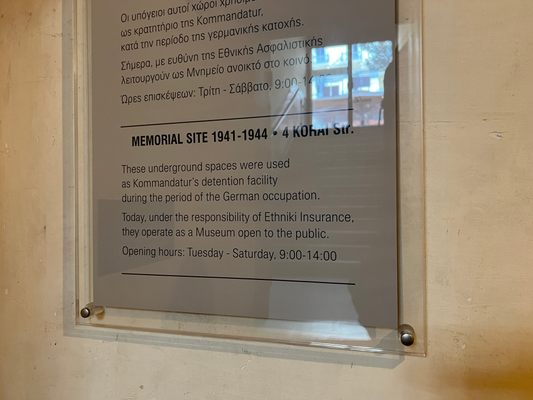 Οι υπόγειοι αυτοί χώροι
ως κρατητήριο της Kommandatur.
κατά την περίοδο της γερμανικής κατοχής.
Σήμερα, με ευθύνη της Εθνικής Ασφαλιστικής
λειτουργούν ως Μνημείο ανοικτό στο κοινό.
Ώρες επισκέψεων: Τρίτη - Σάββατο, 9:00-14:00
MEMORIAL SITE 1941-1944 • 4 KORAI Str.
These underground spaces were used
as Kommandatur's detention facility
during the period of the German occupation.
Today, under the responsibility of Ethniki Insurance,
they operate as a Museum open to the public.
Opening hours: Tuesday - Saturday, 9:00-14:00